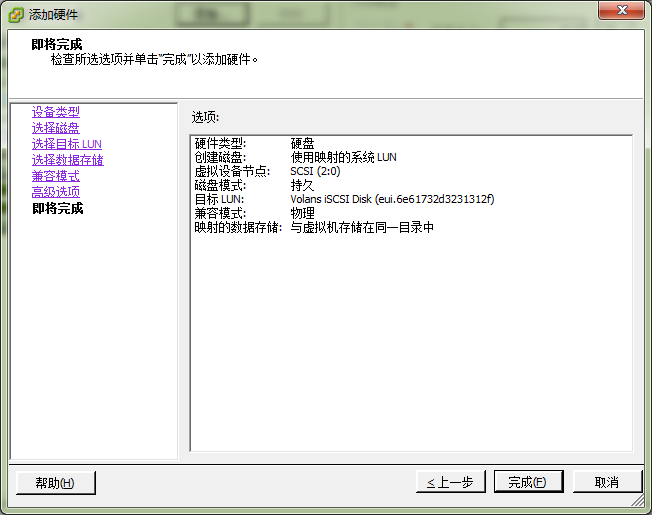 添加硬件
即将完成
检查所选选项并单击“完成”以添加硬件。
设备类型
选择磁盘
选择目标 LUN
选择数据存储
兼容模式
高级选项
即将完成
选项:
硬件类型: 硬盘
创建磁盘: 使用映射的系统 LUN
虚拟设备节点: SCSI (2:0)
磁盘模式: 持久
目标 LUN: Volans iSCSI Disk (eui.6e61732d3231312f)
兼容模式: 物理
映射的数据存储: 与虚拟机存储在同一目录中
帮助(H)
< 上一步
完成(F)
取消